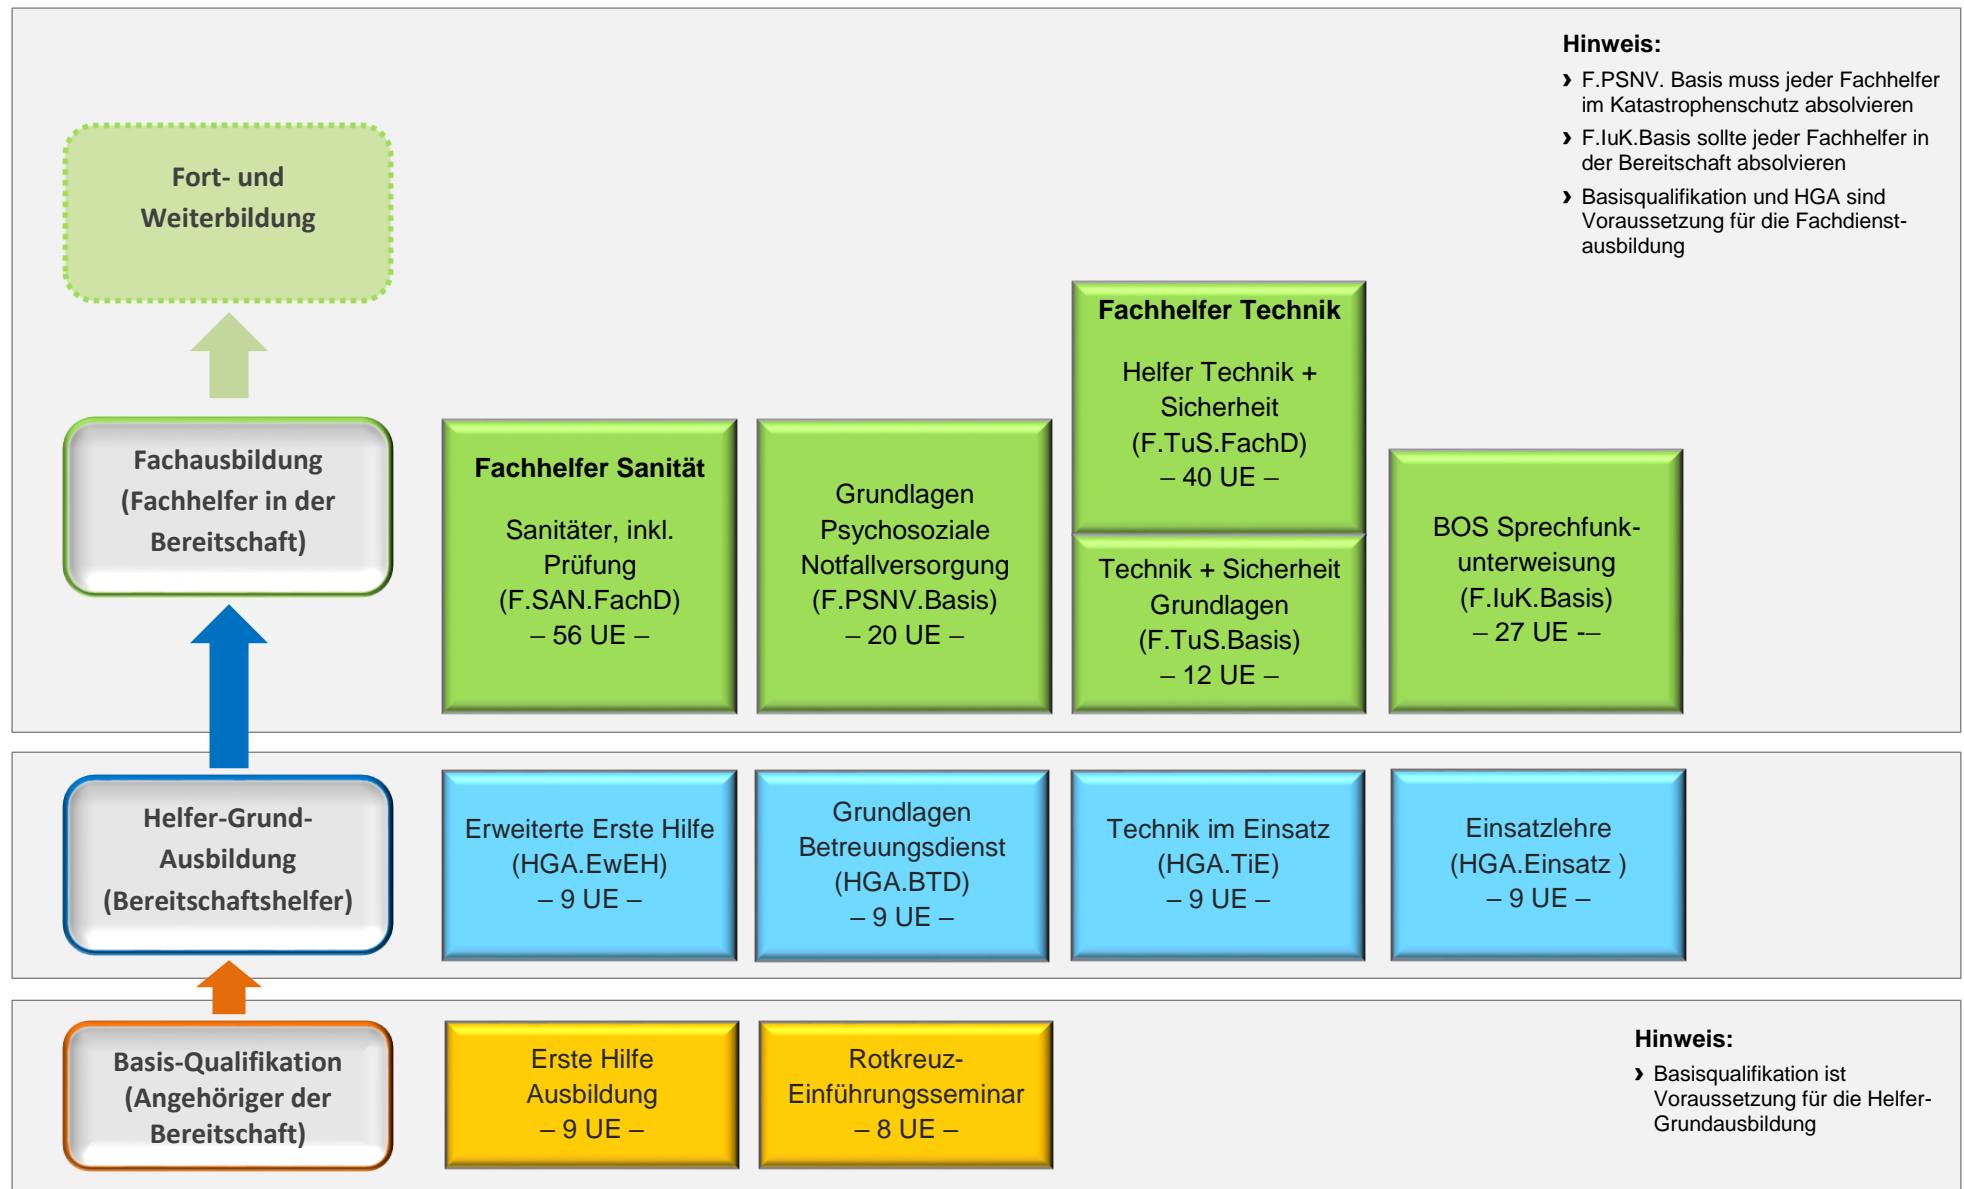 Hinweis:
› F.PSNV. Basis muss jeder Fachhelfer
im Katastrophenschutz absolvieren
› F.IuK.Basis sollte jeder Fachhelfer in
der Bereitschaft absolvieren
› Basisqualifikation und HGA sind
Voraussetzung für die Fachdienst-
ausbildung
Fort- und
Weiterbildung
Fachausbildung
(Fachhelfer in der
Bereitschaft)
Fachhelfer Sanität
Sanitäter, inkl.
Prüfung
(F.SAN.FachD)
– 56 UE –
Grundlagen
Psychosoziale
Notfallversorgung
(F.PSNV.Basis)
– 20 UE –
Fachhelfer Technik
Helfer Technik +
Sicherheit
(F.TuS.FachD)
– 40 UE –
Technik + Sicherheit
Grundlagen
(F.TuS.Basis)
– 12 UE –
BOS Sprechfunk-
unterweisung
(F.IuK.Basis)
– 27 UE -–
Helfer-Grund-
Ausbildung
(Bereitschaftshelfer)
Erweiterte Erste Hilfe
(HGA.EwEH)
– 9 UE –
Grundlagen
Betreuungsdienst
(HGA.BTD)
– 9 UE –
Technik im Einsatz
(HGA.TiE)
– 9 UE –
Einsatzlehre
(HGA.Einsatz )
– 9 UE –
Basis-Qualifikation
(Angehöriger der
Bereitschaft)
Erste Hilfe
Ausbildung
– 9 UE –
Rotkreuz-
Einführungsseminar
– 8 UE –
Hinweis:
› Basisqualifikation ist
Voraussetzung für die Helfer-
Grundausbildung